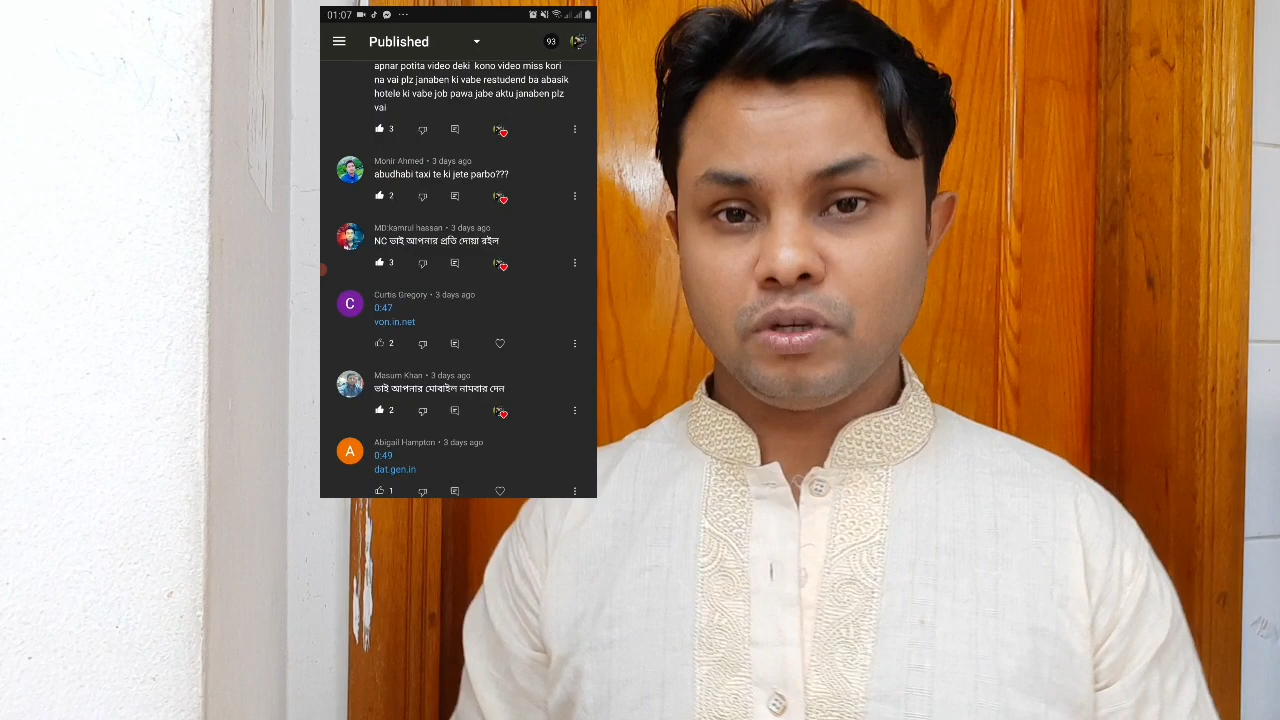 01:07
Published
93
apnar potita video deki kono video miss kori
na vai plz janaben ki vabe restudend ba abasik
hotele ki vabe job pawa jabe aktu janaben plz
vai
3
Monir Ahmed • 3 days ago
abudhabi taxi te ki jete parbo???
2
MD:kamrul hassan • 3 days ago
NC ভাই আপনার প্রতি দোয়া রইল
3
C
Curtis Gregory • 3 days ago
0:47
von.in.net
2
Masum Khan • 3 days ago
ভাই আপনার মোবাইল নামবার দেন
2
A
Abigail Hampton • 3 days ago
0:49
dat.gen.in
1